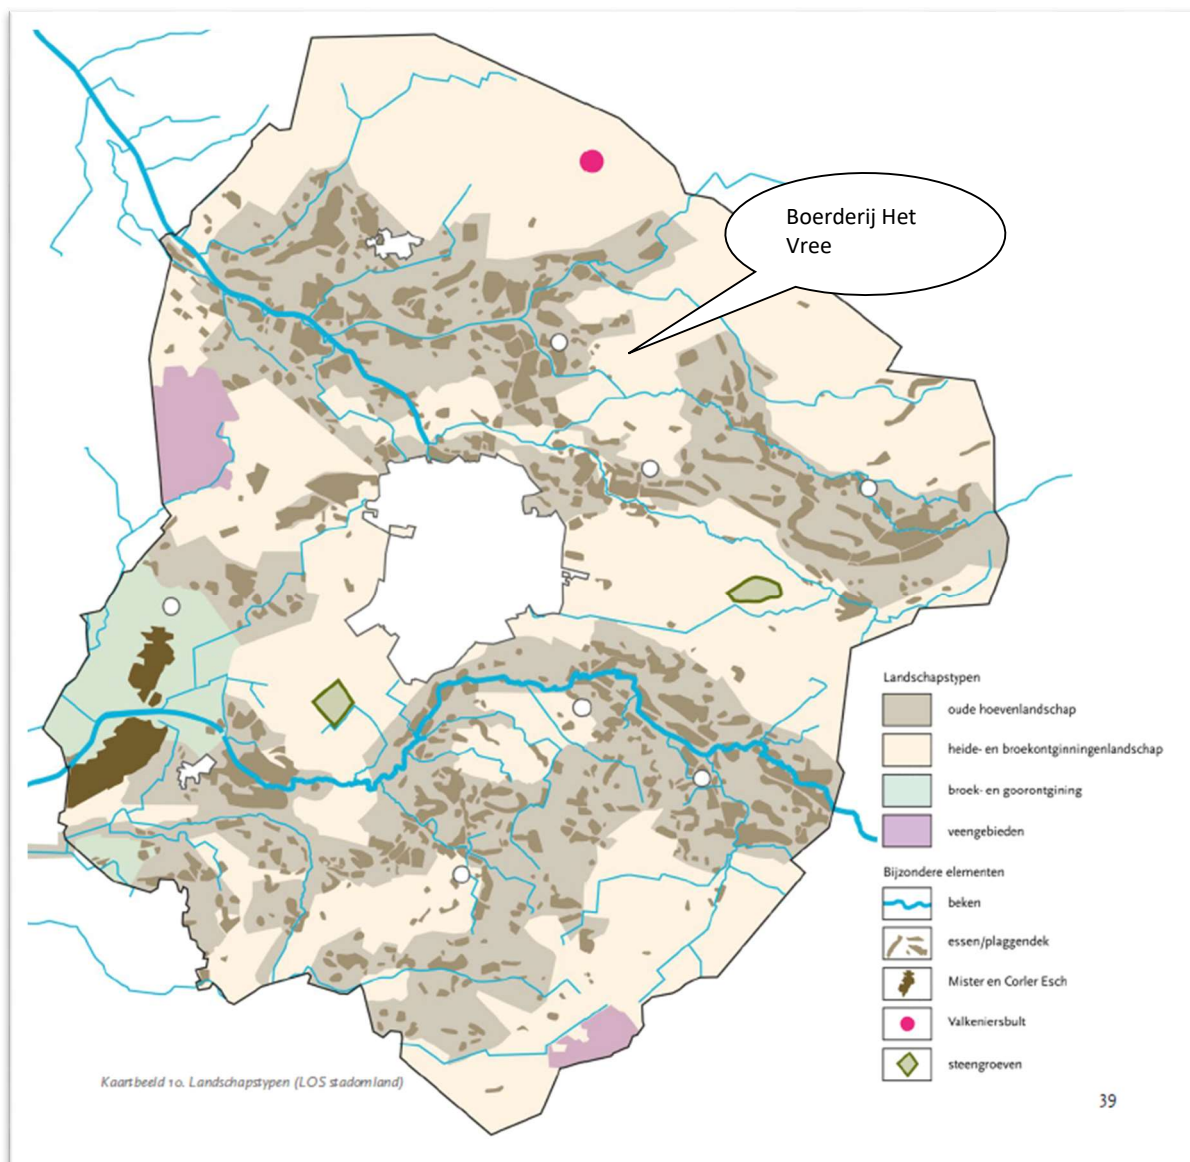 Boerderij Het
Vree
Landschapstypen
oude hoevenlandschap
heide- en broekontginningenlandschap
broek- en goorontgining
veengebieden
Bijzondere elementen
beken
essen/plaggendek
Mister en Corler Esch
Valkeniersbult
steengroeven
Kaartbeeld 10. Landschapstypen (LOS stadomland)
39